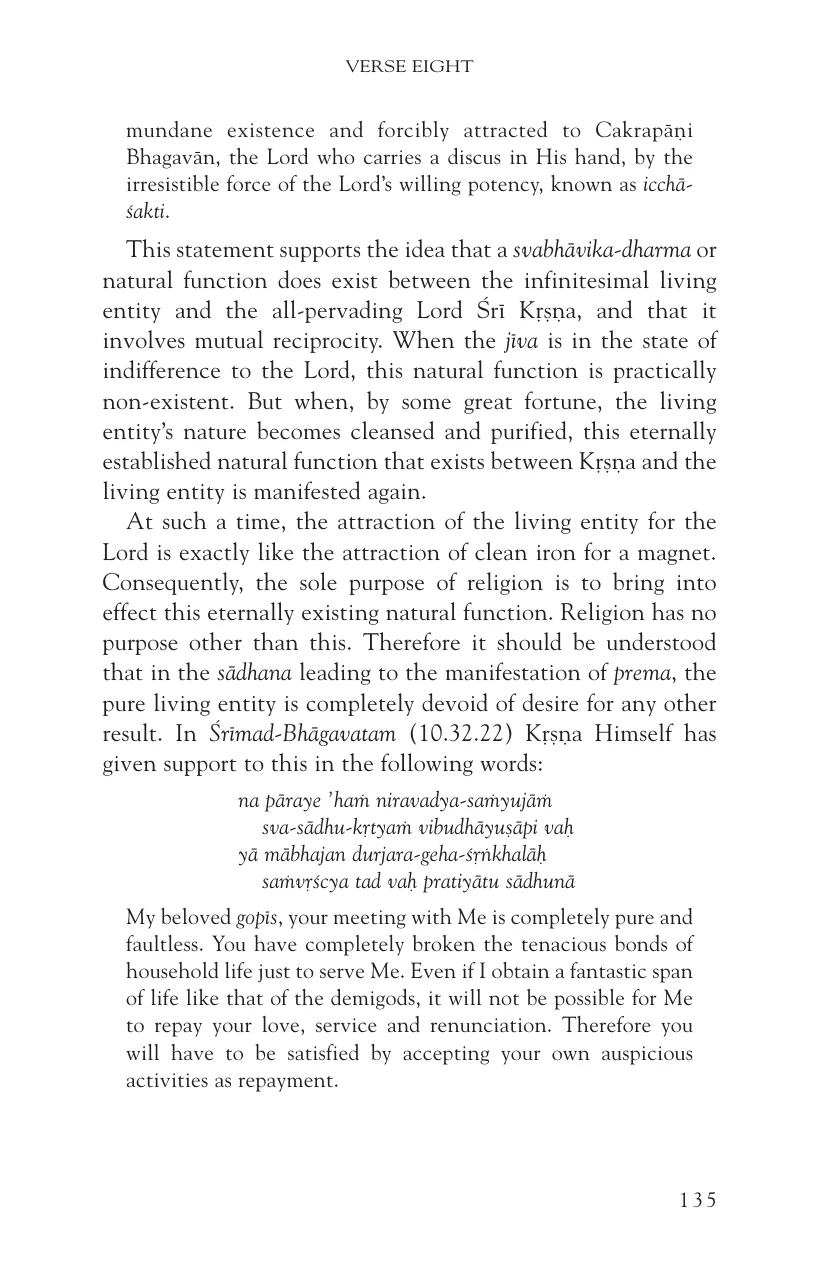 VERSE EIGHT
mundane existence and forcibly attracted to Cakrapāṇi
Bhagavān, the Lord who carries a discus in His hand, by the
irresistible force of the Lord’s willing potency, known as icchā-
śakti.
This statement supports the idea that a svabhāvika-dharma or
natural function does exist between the infinitesimal living
entity and the all-pervading Lord Śrī Kṛṣṇa, and that it
involves mutual reciprocity. When the jīva is in the state of
indifference to the Lord, this natural function is practically
non-existent. But when, by some great fortune, the living
entity’s nature becomes cleansed and purified, this eternally
established natural function that exists between Kṛṣṇa and the
living entity is manifested again.
At such a time, the attraction of the living entity for the
Lord is exactly like the attraction of clean iron for a magnet.
Consequently, the sole purpose of religion is to bring into
effect this eternally existing natural function. Religion has no
purpose other than this. Therefore it should be understood
that in the sādhana leading to the manifestation of prema, the
pure living entity is completely devoid of desire for any other
result. In Śrīmad-Bhāgavatam (10.32.22) Kṛṣṇa Himself has
given support to this in the following words:
na pāraye ’haṁ niravadya-saṁyujāṁ
sva-sādhu-kṛtyaṁ vibudhāyuṣāpi vaḥ
yā mābhajan durjara-geha-śṛṅkhalāḥ
saṁvṛścya tad vaḥ pratiyātu sādhunā
My beloved gopīs, your meeting with Me is completely pure and
faultless. You have completely broken the tenacious bonds of
household life just to serve Me. Even if I obtain a fantastic span
of life like that of the demigods, it will not be possible for Me
to repay your love, service and renunciation. Therefore you
will have to be satisfied by accepting your own auspicious
activities as repayment.
135